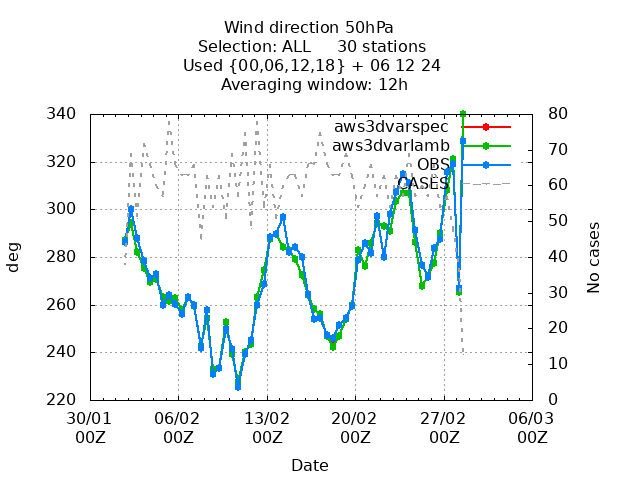 Wind direction 50hPa
Selection: ALL 30 stations
Used {00,06,12,18} + 06 12 24
Averaging window: 12h
340 80
aws3dvarspec
70
aws3dvarlamb
320 OBS
60
CASES
300 50
deg
280 40
No cases
260 30
20
240
10
220 0
30/01 06/02 13/02 20/02 27/02 06/03
00Z 00Z 00Z 00Z 00Z 00Z
Date